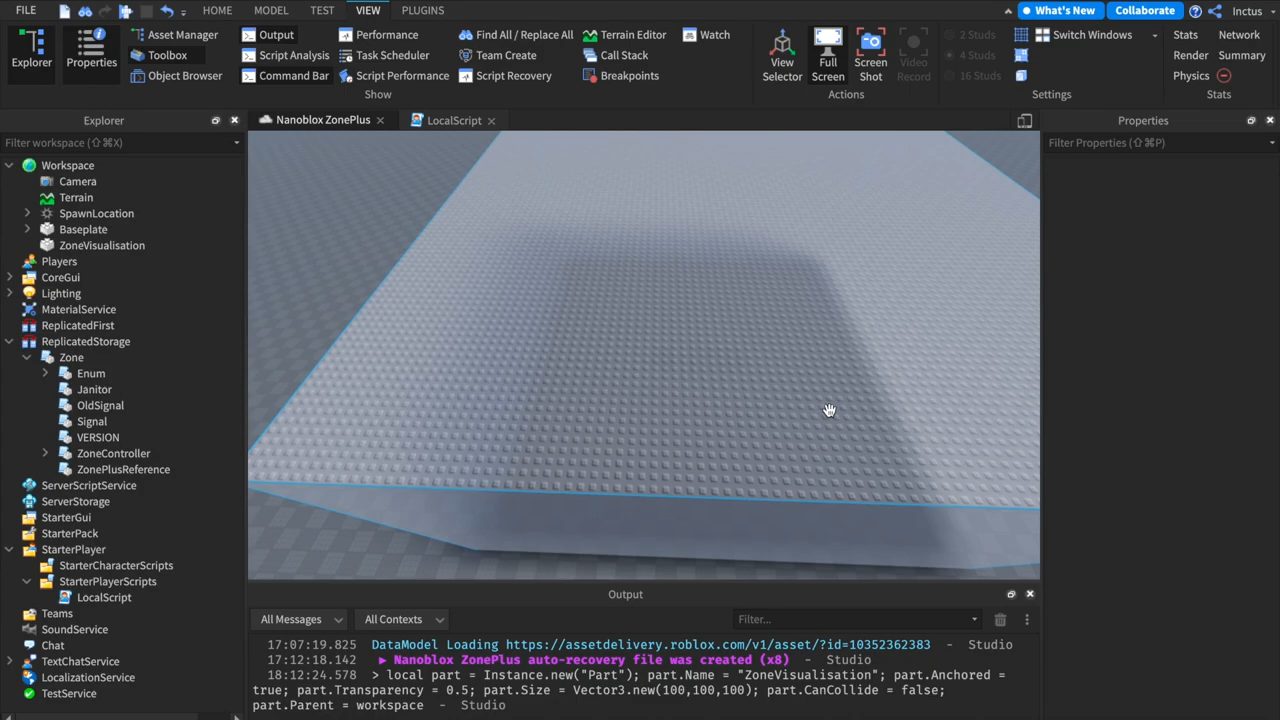 FILE
HOME
MODEL
TEST
VIEW
PLUGINS
What's New
Collaborate
Inctus
Explorer
Properties
Asset Manager
Toolbox
Object Browser
Output
Script Analysis
Command Bar
Performance
Task Scheduler
Script Performance
Find All / Replace All
Team Create
Script Recovery
Terrain Editor
Call Stack
Breakpoints
Watch
Show
View
Selector
Full
Screen
Screen
Shot
Video
Record
Actions
2 Studs
4 Studs
16 Studs
Switch Windows
Settings
Stats
Network
Render
Summary
Physics
Stats
Explorer
Filter workspace (⇧⌘X)
Workspace
Camera
Terrain
SpawnLocation
Baseplate
ZoneVisualisation
Players
CoreGui
Lighting
MaterialService
ReplicatedFirst
ReplicatedStorage
Zone
Enum
Janitor
OldSignal
Signal
VERSION
ZoneController
ZonePlusReference
ServerScriptService
ServerStorage
StarterGui
StarterPack
StarterPlayer
StarterCharacterScripts
StarterPlayerScripts
LocalScript
Teams
SoundService
Chat
TextChatService
LocalizationService
TestService
Nanoblox ZonePlus
LocalScript
Properties
Filter Properties (⇧⌘P)
Output
All Messages
All Contexts
Filter...
17:07:19.825 DataModel Loading https://assetdelivery.roblox.com/v1/asset/?id=10352362383 - Studio
17:12:18.142 Nanoblox ZonePlus auto-recovery file was created (x8) - Studio
18:12:24.578 > local part = Instance.new("Part"); part.Name = "ZoneVisualisation"; part.Anchored =
true; part.Transparency = 0.5; part.Size = Vector3.new(100,100,100); part.CanCollide = false;
part.Parent = workspace - Studio